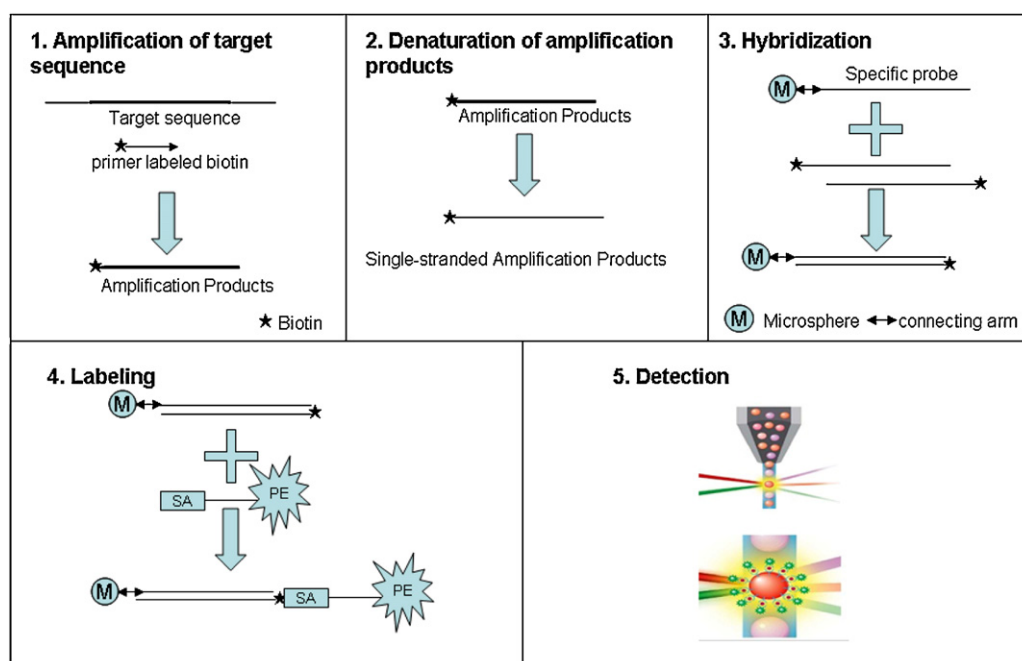 1. Amplification of target
sequence
Target sequence
primer labeled biotin
Amplification Products
Biotin
2. Denaturation of amplification
products
Amplification Products
Single-stranded Amplification Products
3. Hybridization
Specific probe
M
M
M Microsphere connecting arm
4. Labeling
M
SA PE
M SA PE
5. Detection